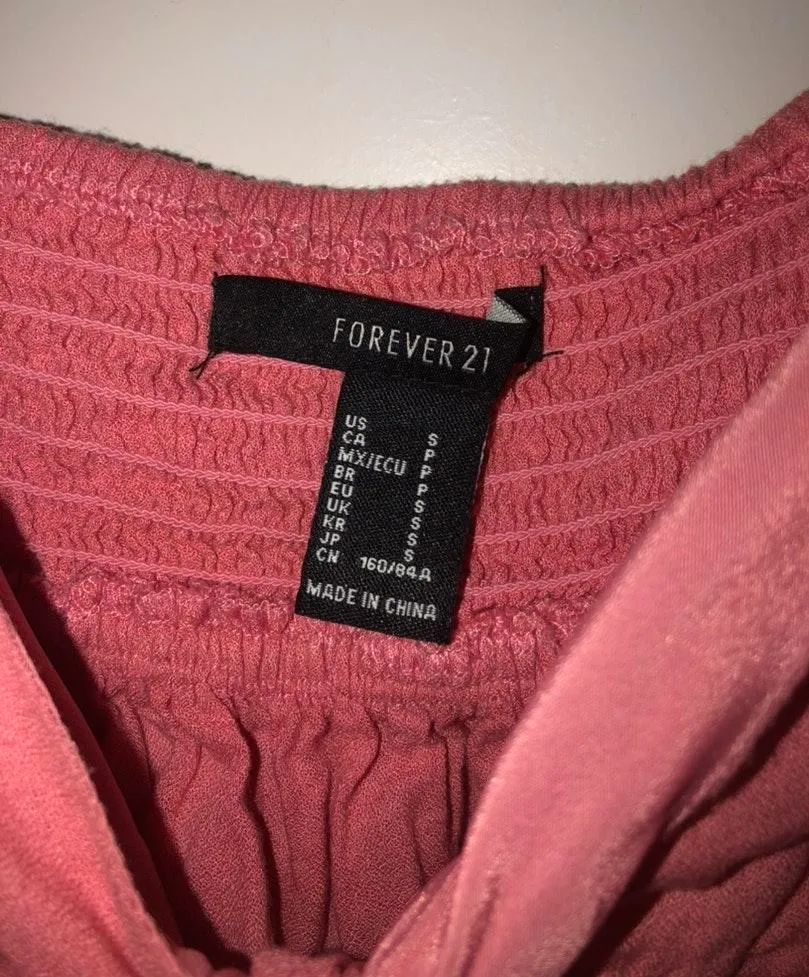 FOREVER 21
US S
CA P
MX/ECU P
BR P
EU S
UK S
KR S
JP S
CN 160/84A
MADE IN CHINA